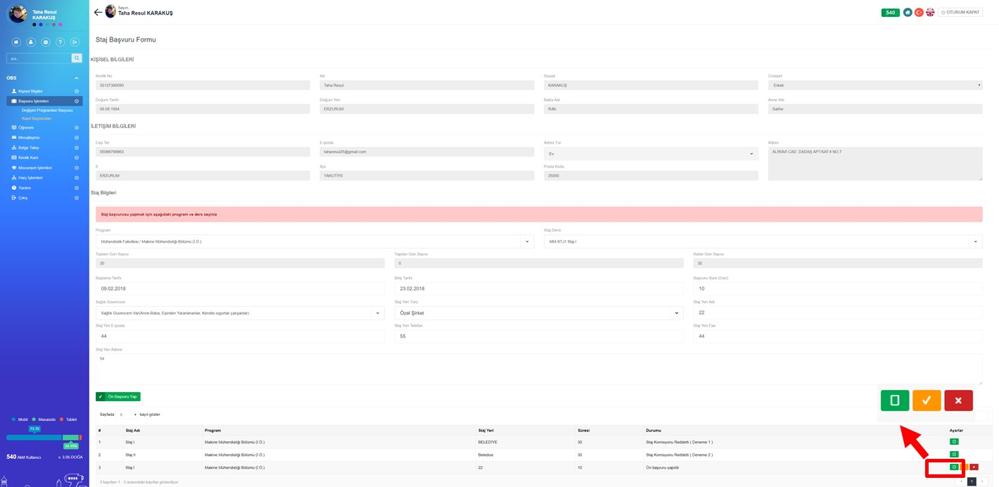 Taha Resul
KARAKUŞ
ara..
OBS
Kişisel Bilgiler
Başvuru İşlemleri
Değişim Programları Başvuru
Kayıt Başvuruları
Öğrenim
Mesajlaşma
Belge Talep
Kimlik Kartı
Mezuniyet İşlemleri
Harç İşlemleri
Yardım
Çıkış
Mobil Masaüstü Tablet
73.70
24.19%
540 Aktif Kullanıcı v. 3.05-DOĞA
Sayın,
Taha Resul KARAKUŞ
540 OTURUM KAPAT
Staj Başvuru Formu
KİŞİSEL BİLGİLERİ
Kimlik No Ad Soyad Cinsiyet
35137390090 Taha Resul KARAKUŞ Erkek
Doğum Tarihi Doğum Yeri Baba Adı Anne Adı
09.08.1994 ERZURUM Rıfkı Salihe
İLETİŞİM BİLGİLERİ
Cep Tel E-posta Adres Tur Adres
05066799963 taharesul25@gmail.com Ev ALİRAVİ CAD. DADAŞ APT.KAT 4 NO 7
İl İlçe Posta Kodu
ERZURUM YAKUTİYE 25000
Staj Bilgileri
Staj başvurusu yapmak için aşağıdaki program ve ders seçiniz
Program Staj Dersi
Mühendislik Fakültesi / Makine Mühendisliği Bölümü (İ.Ö.) MM-STJ1 Staj I
Toplam Gün Sayısı Yapılan Gün Sayısı Kalan Gün Sayısı
30 0 30
Başlama Tarihi Bitiş Tarihi Başvuru Süre (Gün)
09.02.2018 23.02.2018 10
Sağlık Güvencesi Staj Yeri Türü Staj Yeri Adı
Sağlık Güvencem Var(Anne-Baba, Eşinden Yararlananlar, Kendisi sigortalı çalışanlar) Özel Şirket 22
Staj Yeri E-posta Staj Yeri Telefon Staj Yeri Fax
44 55 44
Staj Yeri Adresi
54
Ön Başvuru Yap
Sayfada 5 kayıt göster
# Staj Adı Program Staj Yeri Süresi Durumu Ayarlar
1 Staj I Makine Mühendisliği Bölümü (İ.Ö.) BELEDİYE 30 Staj Komisyonu Reddetti ( Deneme 1 )
2 Staj II Makine Mühendisliği Bölümü (İ.Ö.) Belediye 30 Staj Komisyonu Reddetti ( Deneme 2 )
3 Staj I Makine Mühendisliği Bölümü (İ.Ö.) 22 10 Ön başvuru yapıldı
3 kayıttan 1 - 3 arasındaki kayıtlar gösteriliyor
1